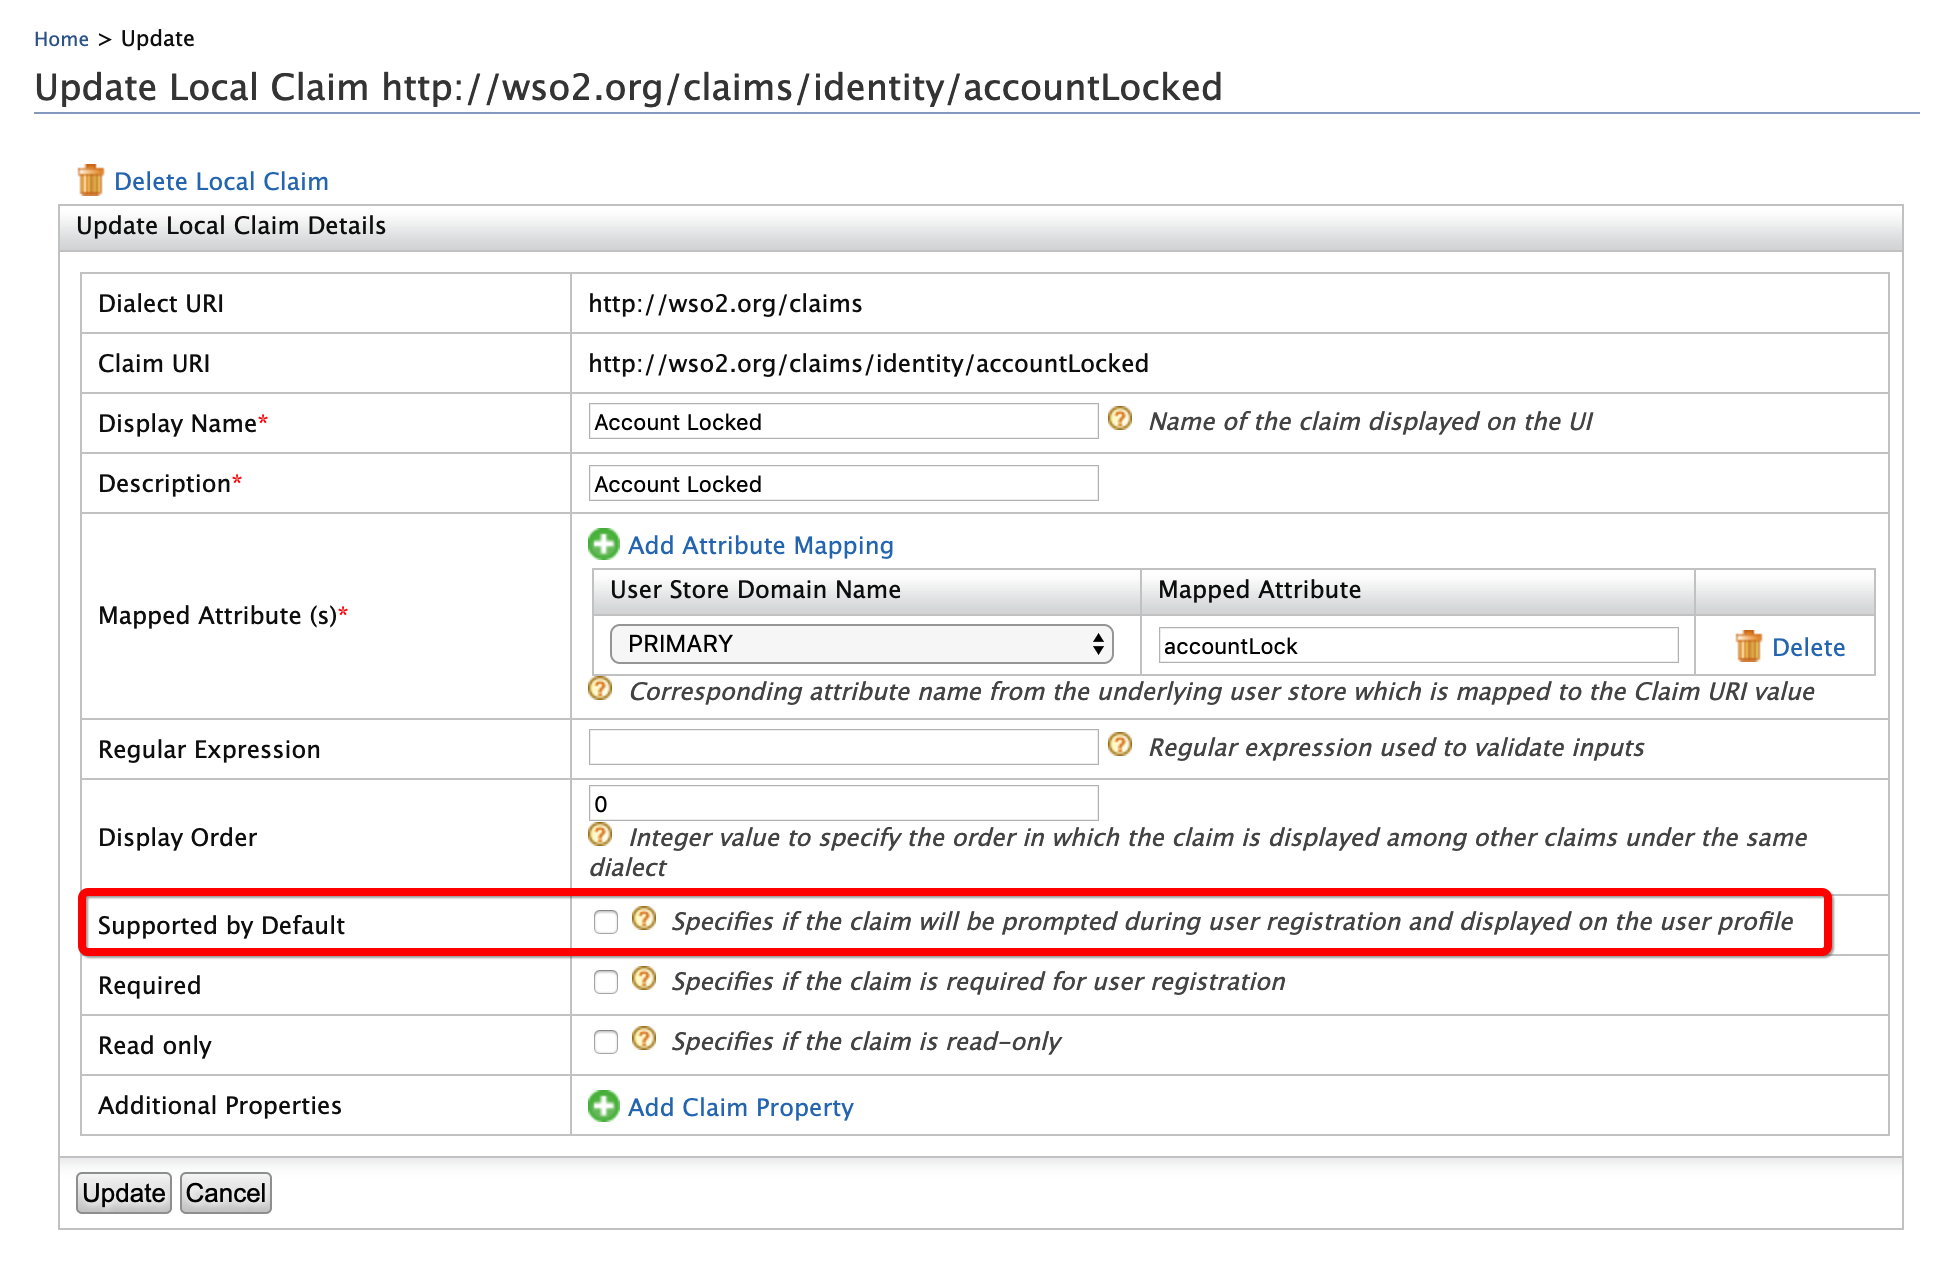 Home > Update
Update Local Claim http://wso2.org/claims/identity/accountLocked
Delete Local Claim
Update Local Claim Details
Dialect URI
http://wso2.org/claims
Claim URI
http://wso2.org/claims/identity/accountLocked
Display Name*
Account Locked
? Name of the claim displayed on the UI
Description*
Account Locked
Mapped Attribute (s)*
Add Attribute Mapping
User Store Domain Name
Mapped Attribute
PRIMARY
accountLock
Delete
? Corresponding attribute name from the underlying user store which is mapped to the Claim URI value
Regular Expression
? Regular expression used to validate inputs
Display Order
0
? Integer value to specify the order in which the claim is displayed among other claims under the same
dialect
Supported by Default
? Specifies if the claim will be prompted during user registration and displayed on the user profile
Required
? Specifies if the claim is required for user registration
Read only
? Specifies if the claim is read-only
Additional Properties
Add Claim Property
Update
Cancel